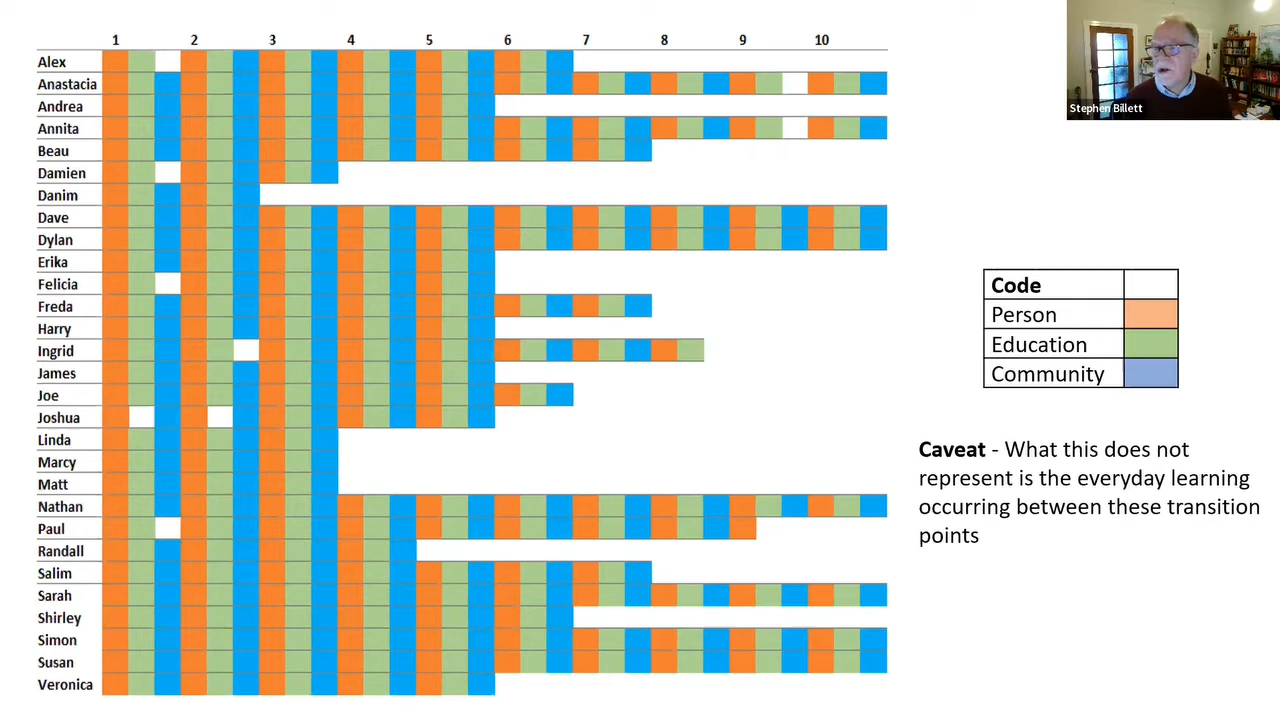 1 2 3 4 5 6 7 8 9 10
Alex
Anastacia
Andrea
Annita
Beau
Damien
Danim
Dave
Dylan
Erika
Felicia
Freda
Harry
Ingrid
James
Joe
Joshua
Linda
Marcy
Matt
Nathan
Paul
Randall
Salim
Sarah
Shirley
Simon
Susan
Veronica
Stephen Billett
Code
Person
Education
Community
Caveat - What this does not
represent is the everyday learning
occurring between these transition
points